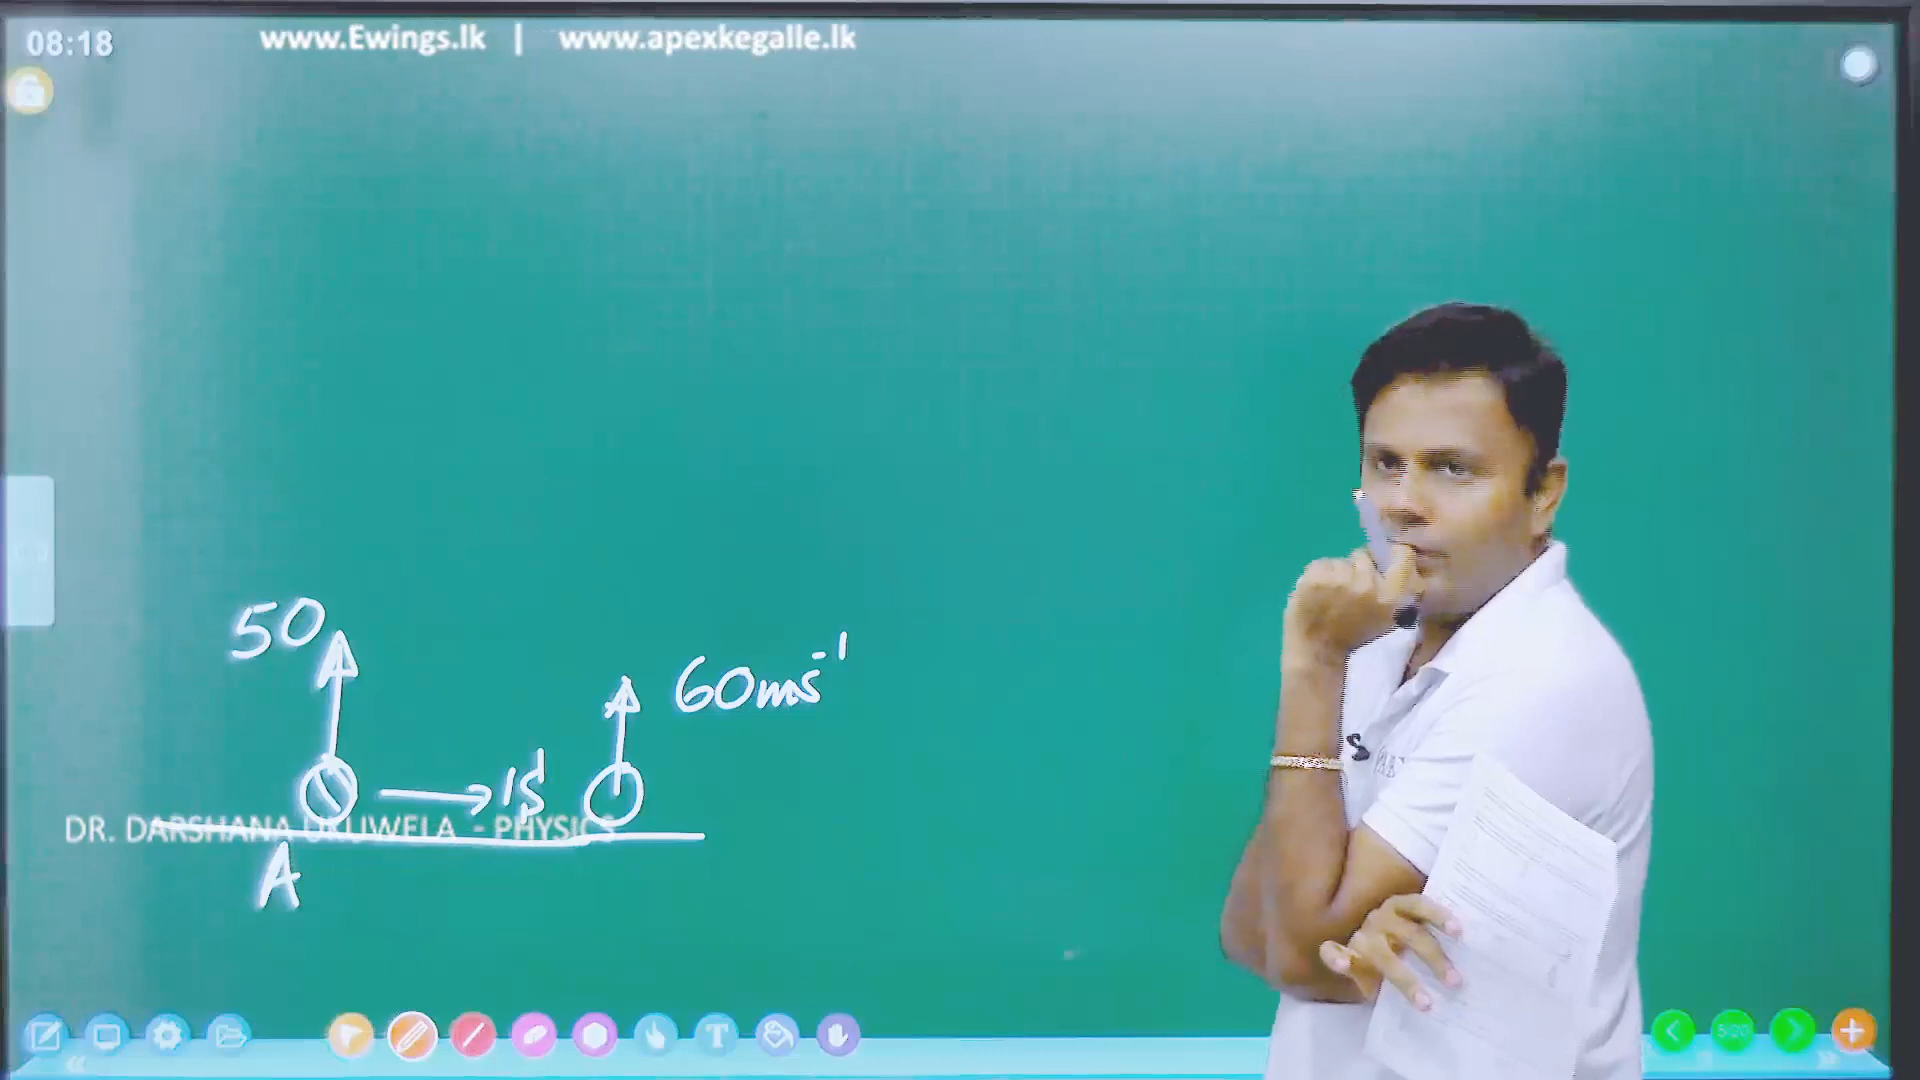 08:18
www.Ewings.lk | www.apexkegalle.lk
50
60ms⁻¹
1s
DR. DARSHANA UKUWELA - PHYSICS
A
T